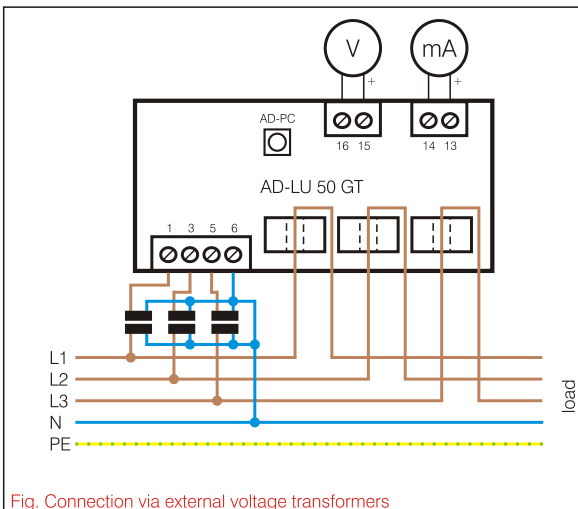 V mA
+ +
AD-PC
16 15 14 13
AD-LU 50 GT
1 3 5 6
L1
L2
L3
N
PE
load
Fig. Connection via external voltage transformers